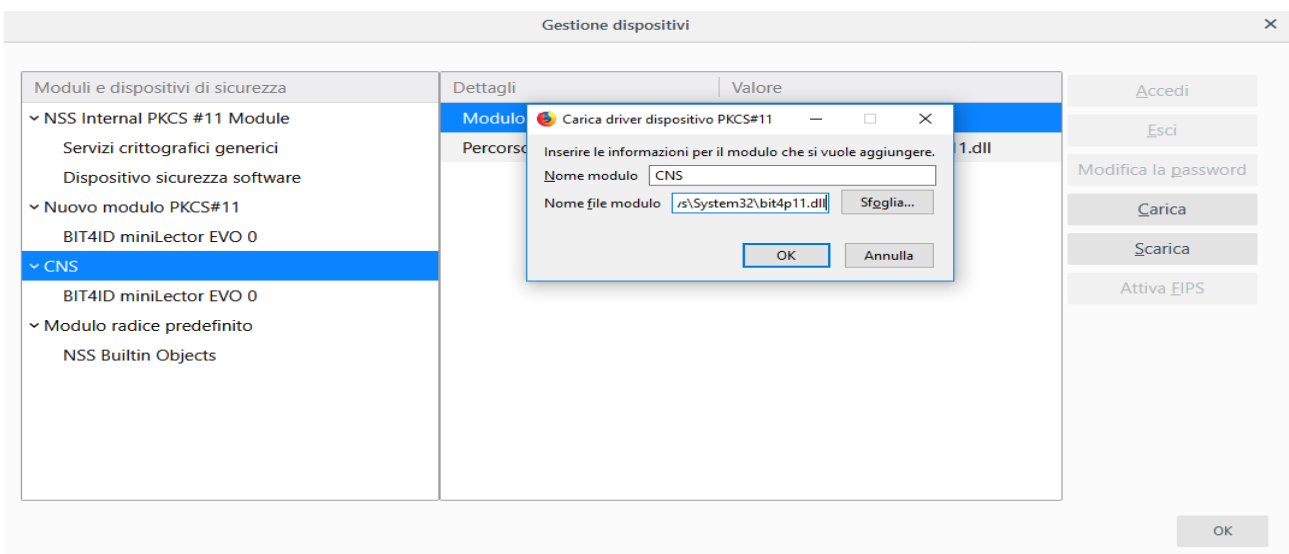 Gestione dispositivi
Moduli e dispositivi di sicurezza
NSS Internal PKCS #11 Module
Servizi crittografici generici
Dispositivo sicurezza software
Nuovo modulo PKCS#11
BIT4ID miniLector EVO 0
CNS
BIT4ID miniLector EVO 0
Modulo radice predefinito
NSS Builtin Objects
Dettagli Valore
Modulo
Percorso 11.dll
Carica driver dispositivo PKCS#11
Inserire le informazioni per il modulo che si vuole aggiungere.
Nome modulo CNS
Nome file modulo /s\System32\bit4p11.dll Sfoglia...
OK Annulla
Accedi
Esci
Modifica la password
Carica
Scarica
Attiva FIPS
OK